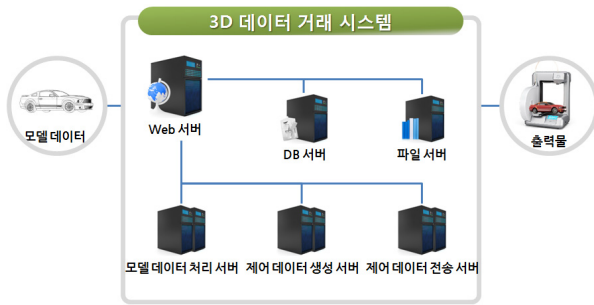 3D 데이터 거래 시스템
모델 데이터
Web 서버
DB 서버
파일 서버
출력물
모델 데이터 처리 서버
제어 데이터 생성 서버
제어 데이터 전송 서버